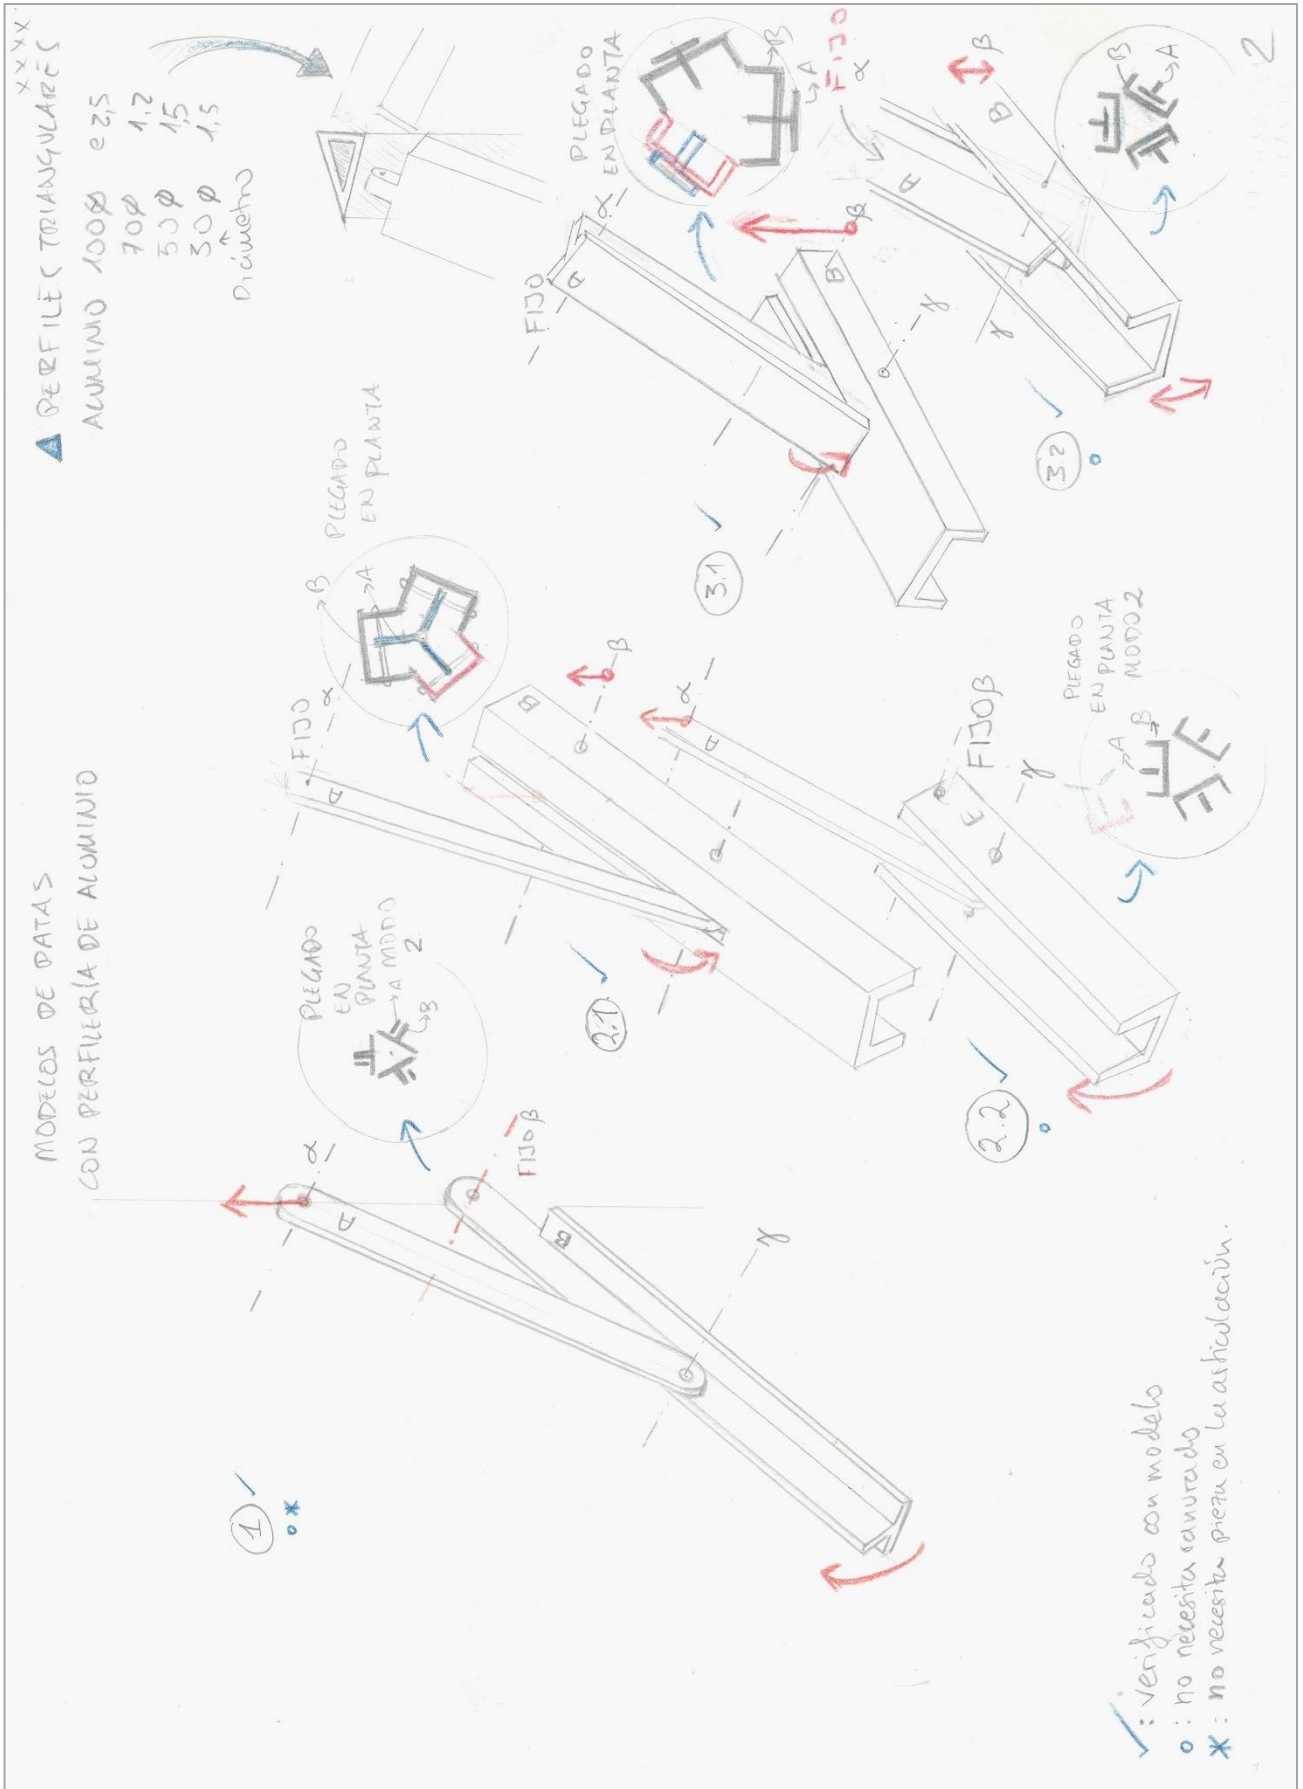 MODELOS DE PATAS
CON PERFILERÍA DE ALUMINIO
▲ PERFILES TRIANGULARES
xxxx
ALUMINIO 100Ø e 2,5
70Ø 1,2
50Ø 1,5
30Ø 1,5
Diámetro
1
o *
α
A
FIJO β
B
γ
PLEGADO
EN
PLANTA
MODO
2
A
B
2.1
FIJO
α
A
B
β
PLEGADO
EN PLANTA
B
A
2.2
o
α
A
FIJO β
γ
PLEGADO
EN PLANTA
MODO 2
A
B
3.1
FIJO
α
A
B
β
γ
PLEGADO
EN PLANTA
B
A
3.2
o
FIJO
α
A
B
β
γ
B
A
✓ : verificado con modelo
o : no necesita ranurado
* : no necesita pieza en la articulación.
2